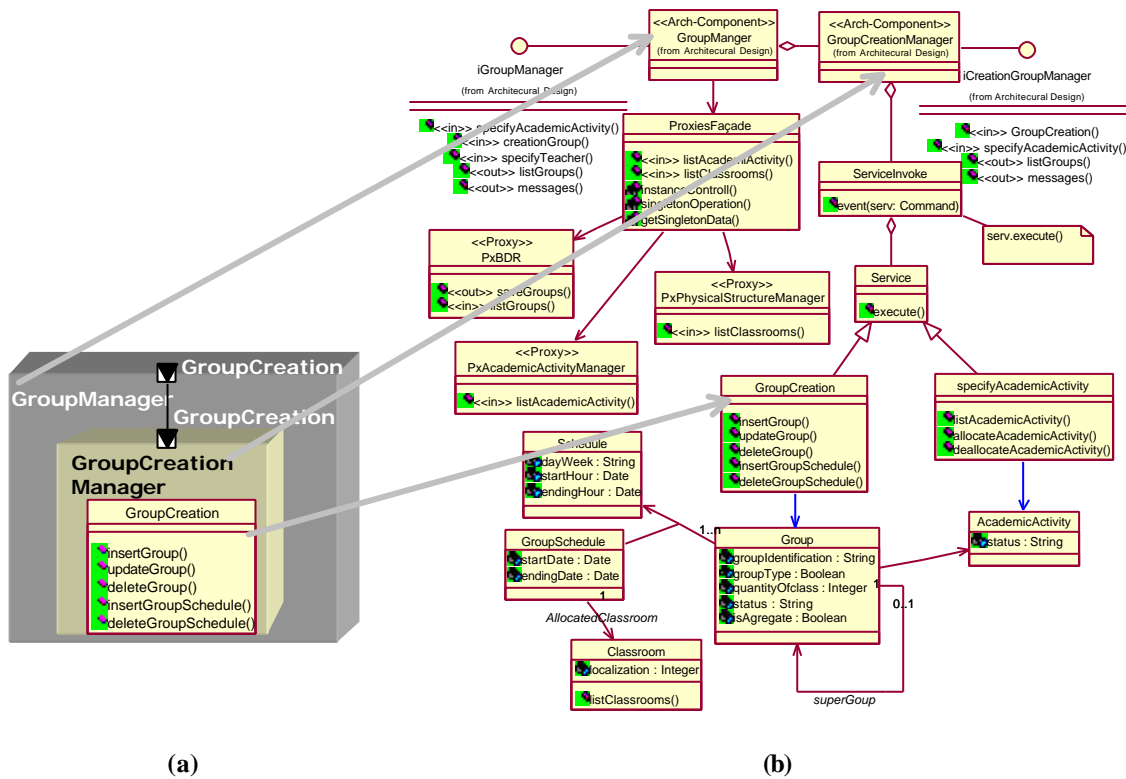 <<Arch-Component>>
GroupManger
(from Architecural Design)
<<Arch-Component>>
GroupCreationManager
(from Architecural Design)
iGroupManager
(from Architecural Design)
<<in>> specifyAcademicActivity()
<<in>> creationGroup()
<<in>> specifyTeacher()
<<out>> listGroups()
<<out>> messages()
iCreationGroupManager
(from Architecural Design)
<<in>> GroupCreation()
<<in>> specifyAcademicActivity()
<<out>> listGroups()
<<out>> messages()
ProxiesFaçade
<<in>> listAcademiActivity()
<<in>> listClassrooms()
instanceControll()
singletonOperation()
getSingletonData()
ServiceInvoke
event(serv: Command)
serv.execute()
<<Proxy>>
PxBDR
<<out>> saveGroups()
<<in>> listGroups()
<<Proxy>>
PxPhysicalStructureManager
<<in>> listClassrooms()
Service
execute()
<<Proxy>>
PxAcademicActivityManager
<<in>> listAcademicActivity()
GroupCreation
insertGroup()
updateGroup()
deleteGroup()
insertGroupSchedule()
deleteGroupSchedule()
specifyAcademicActivity
listAcademicActivity()
allocateAcademicActivity()
deallocateAcademicActivity()
GroupCreation
GroupManager
GroupCreation
GroupCreation
Manager
GroupCreation
insertGroup()
updateGroup()
deleteGroup()
insertGroupSchedule()
deleteGroupSchedule()
Schedule
dayWeek : String
startHour : Date
endingHour : Date
GroupSchedule
startDate : Date
endingDate : Date
1
1..n
Group
groupIdentification : String
groupType : Boolean
quantityOfclass : Integer
status : String
isAgregate : Boolean
1
0..1
AcademicActivity
status : String
AllocatedClassroom
Classroom
localization : Integer
listClassrooms()
superGoup
(a)
(b)